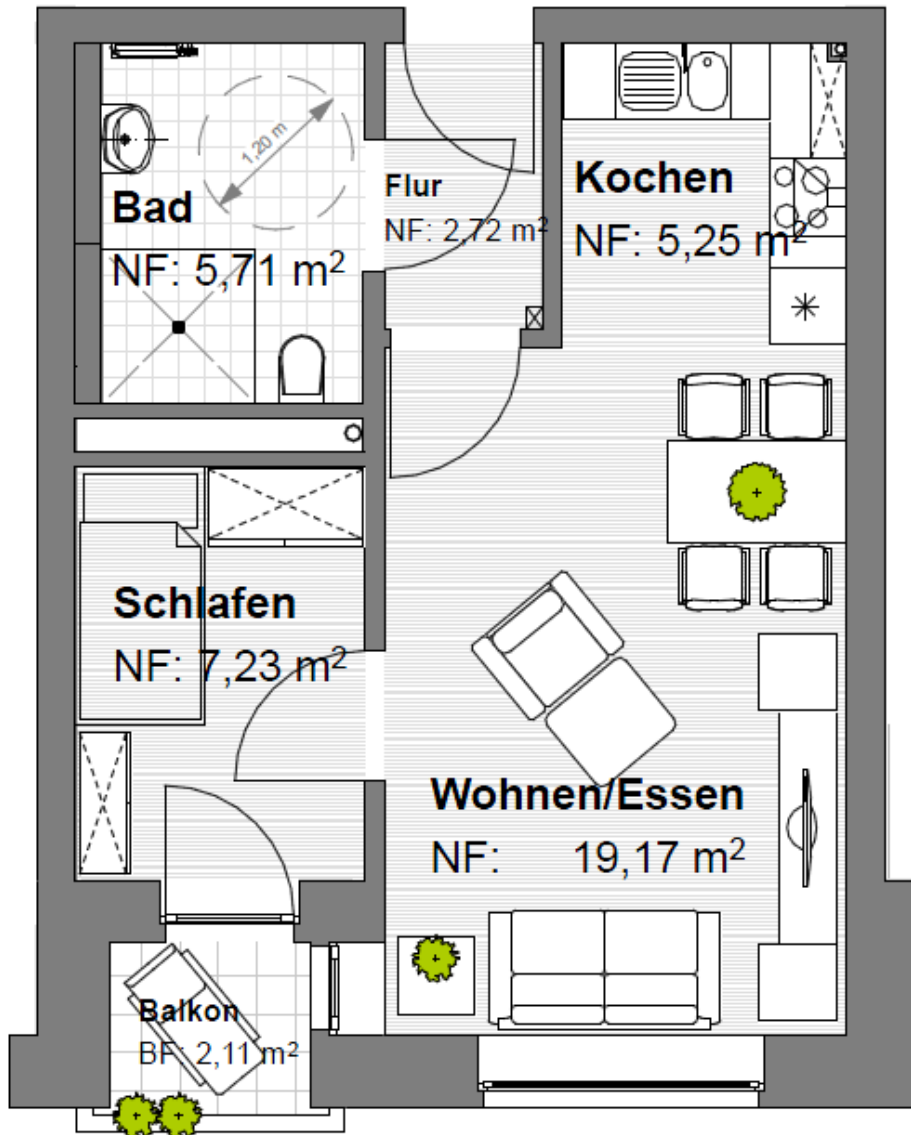 1,20 m
Bad
NF: 5,71 m²
Flur
NF: 2,72 m²
Kochen
NF: 5,25 m²
Schlafen
NF: 7,23 m²
Wohnen/Essen
NF: 19,17 m²
Balkon
BF: 2,11 m²